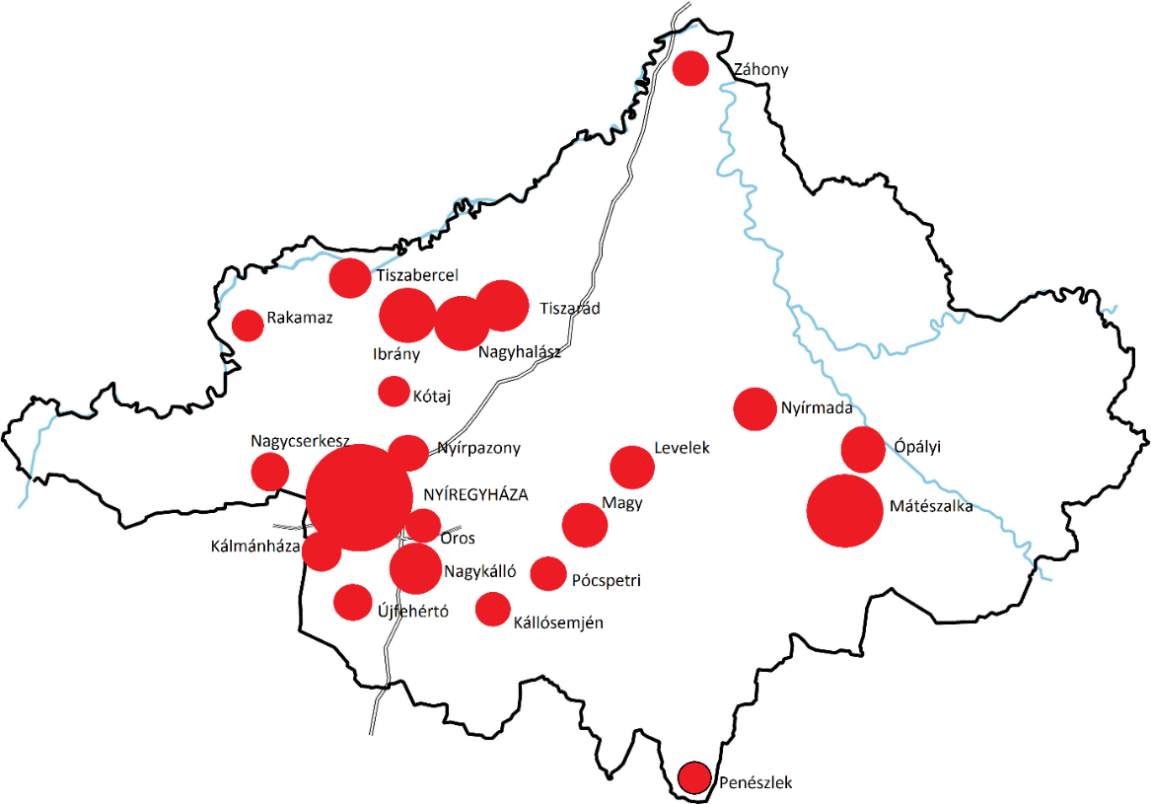 Záhony
Tiszabercel
Rakamaz
Tiszarád
Ibrány
Nagyhalász
Kótaj
Nyírmada
Nagycserkesz
Nyírpazony
Levelek
Ópályi
NYÍREGYHÁZA
Magy
Mátészalka
Oros
Kálmánháza
Nagykálló
Pócspetri
Újfehértó
Kállósemjén
Penészlek